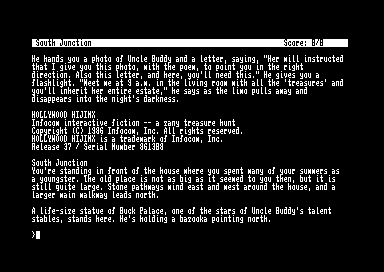 South Junction Score: 0/0
He hands you a photo of Uncle Buddy and a letter, saying, "Her will instructed
that I give you this photo, with the poem, to point you in the right
direction. Also this letter, and here, you'll need this." He gives you a
flashlight. "Meet me at 9 a.m. in the living room with all the 'treasures' and
you'll inherit her entire estate," he says as the limo pulls away and
disappears into the night's darkness.
HOLLYWOOD HIJINX
Infocom interactive fiction -- a zany treasure hunt
Copyright (C) 1986 Infocom, Inc. All rights reserved.
HOLLYWOOD HIJINX is a trademark of Infocom, Inc.
Release 37 / Serial Number 861308
South Junction
You're standing in front of the house where you spent many of your summers as
a youngster. The old place is not as big as it seemed to you then, but it is
still quite large. Stone pathways wind east and west around the house, and a
larger main walkway leads north.
A life-size statue of Buck Palace, one of the stars of Uncle Buddy's talent
stables, stands here. He's holding a bazooka pointing north.
>